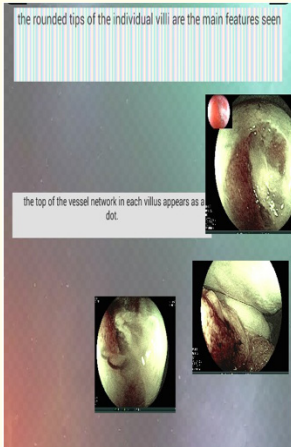 the rounded tips of the individual villi are the main features seen
the top of the vessel network in each villus appears as a
dot.